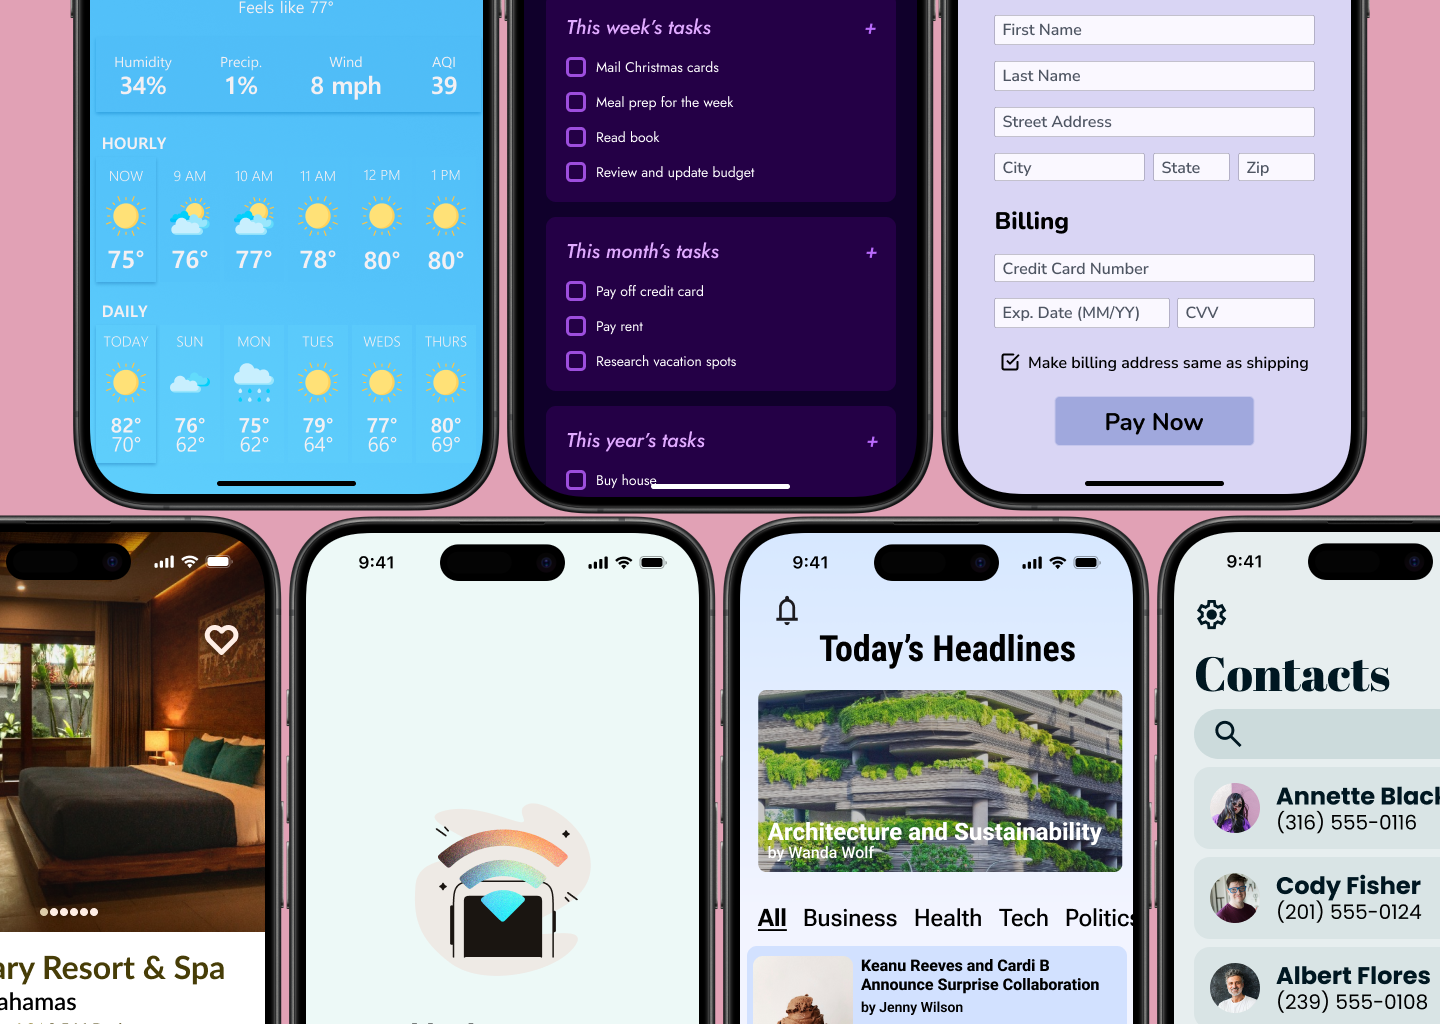 Feels like 77°
Humidity Precip. Wind AQI
34% 1% 8 mph 39
HOURLY
NOW 9 AM 10 AM 11 AM 12 PM 1 PM
75° 76° 77° 78° 80° 80°
DAILY
TODAY SUN MON TUES WEDS THURS
82° 76° 75° 79° 77° 80°
70° 62° 62° 64° 66° 69°
This week's tasks +
Mail Christmas cards
Meal prep for the week
Read book
Review and update budget
This month's tasks +
Pay off credit card
Pay rent
Research vacation spots
This year's tasks +
Buy house
First Name
Last Name
Street Address
City State Zip
Billing
Credit Card Number
Exp. Date (MM/YY) CVV
Make billing address same as shipping
Pay Now
ary Resort & Spa
ahamas
9:41
9:41
Today’s Headlines
Architecture and Sustainability
by Wanda Wolf
All Business Health Tech Politics
Keanu Reeves and Cardi B
Announce Surprise Collaboration
by Jenny Wilson
9:41
Contacts
Annette Black
(316) 555-0116
Cody Fisher
(201) 555-0124
Albert Flores
(239) 555-0108